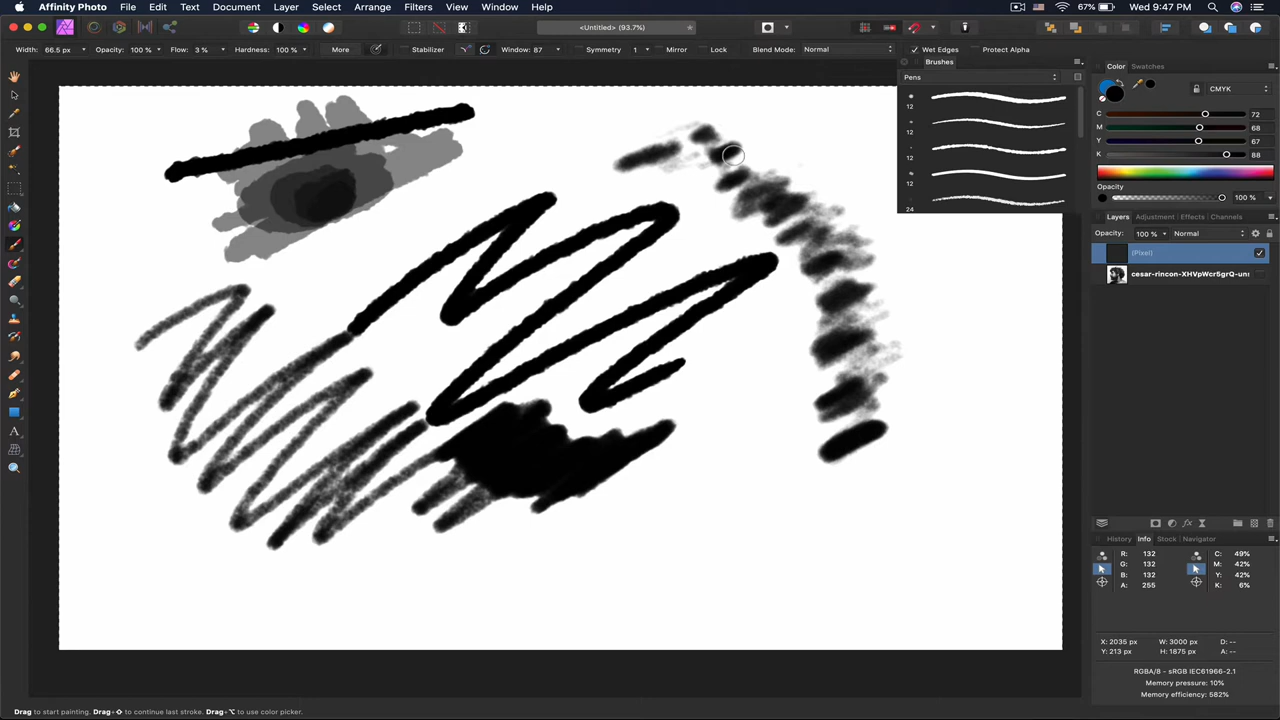 Affinity Photo File Edit Text Document Layer Select Arrange Filters View Window Help 67% Wed 9:47 PM
<Untitled> (93.7%)
Width: 66.5 px Opacity: 100 % Flow: 3 % Hardness: 100 % More Stabilizer Window: 87 Symmetry 1 Mirror Lock Blend Mode: Normal Wet Edges Protect Alpha
Brushes
Pens
12
12
12
12
24
Color Swatches
CMYK
C 72
M 68
Y 67
K 88
Opacity
100 %
Layers Adjustment Effects Channels
Opacity: 100 % Normal
(Pixel)
cesar-rincon-XHVpWcr5grQ-uns
History Info Stock Navigator
R: 132 C: 49%
G: 132 M: 42%
B: 132 Y: 42%
A: 255 K: 6%
X: 2035 px W: 3000 px D: --
Y: 213 px H: 1875 px A: --
RGBA/8 - sRGB IEC61966-2.1
Memory pressure: 10%
Memory efficiency: 582%
Drag to start painting. Drag+⇧ to continue last stroke. Drag+⌥ to use color picker.